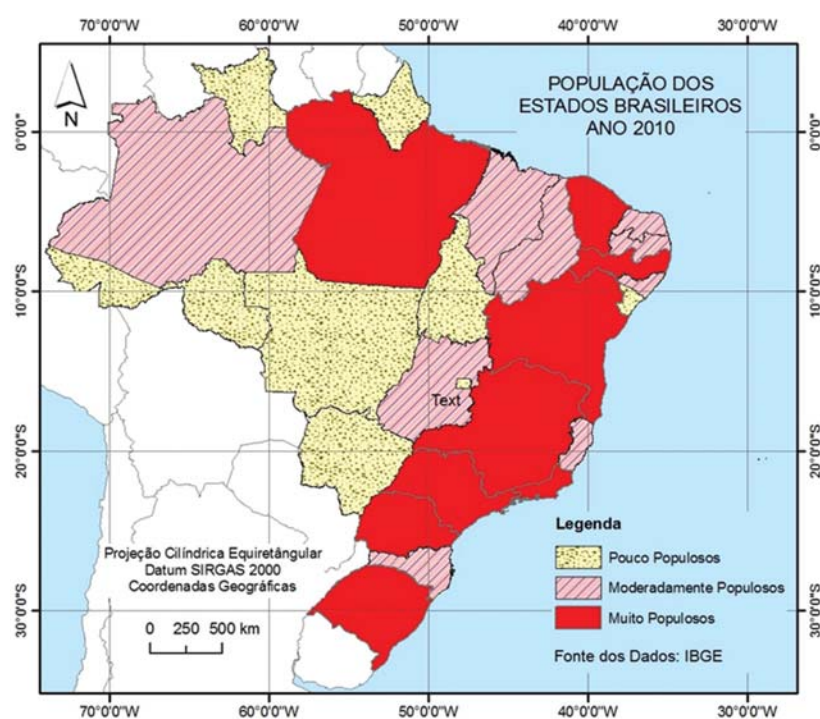 70°0'0"W 60°0'0"W 50°0'0"W 40°0'0"W 30°0'0"W
POPULAÇÃO DOS
ESTADOS BRASILEIROS
ANO 2010
N
0°0'0"
0°0'0"
10°0'0"S
10°0'0"S
Text
20°0'0"S
20°0'0"S
Legenda
Pouco Populosos
Moderadamente Populosos
Muito Populosos
Fonte dos Dados: IBGE
Projeção Cilíndrica Equiretângular
Datum SIRGAS 2000
Coordenadas Geográficas
0 250 500 km
30°0'0"S
30°0'0"S
70°0'0"W 60°0'0"W 50°0'0"W 40°0'0"W 30°0'0"W